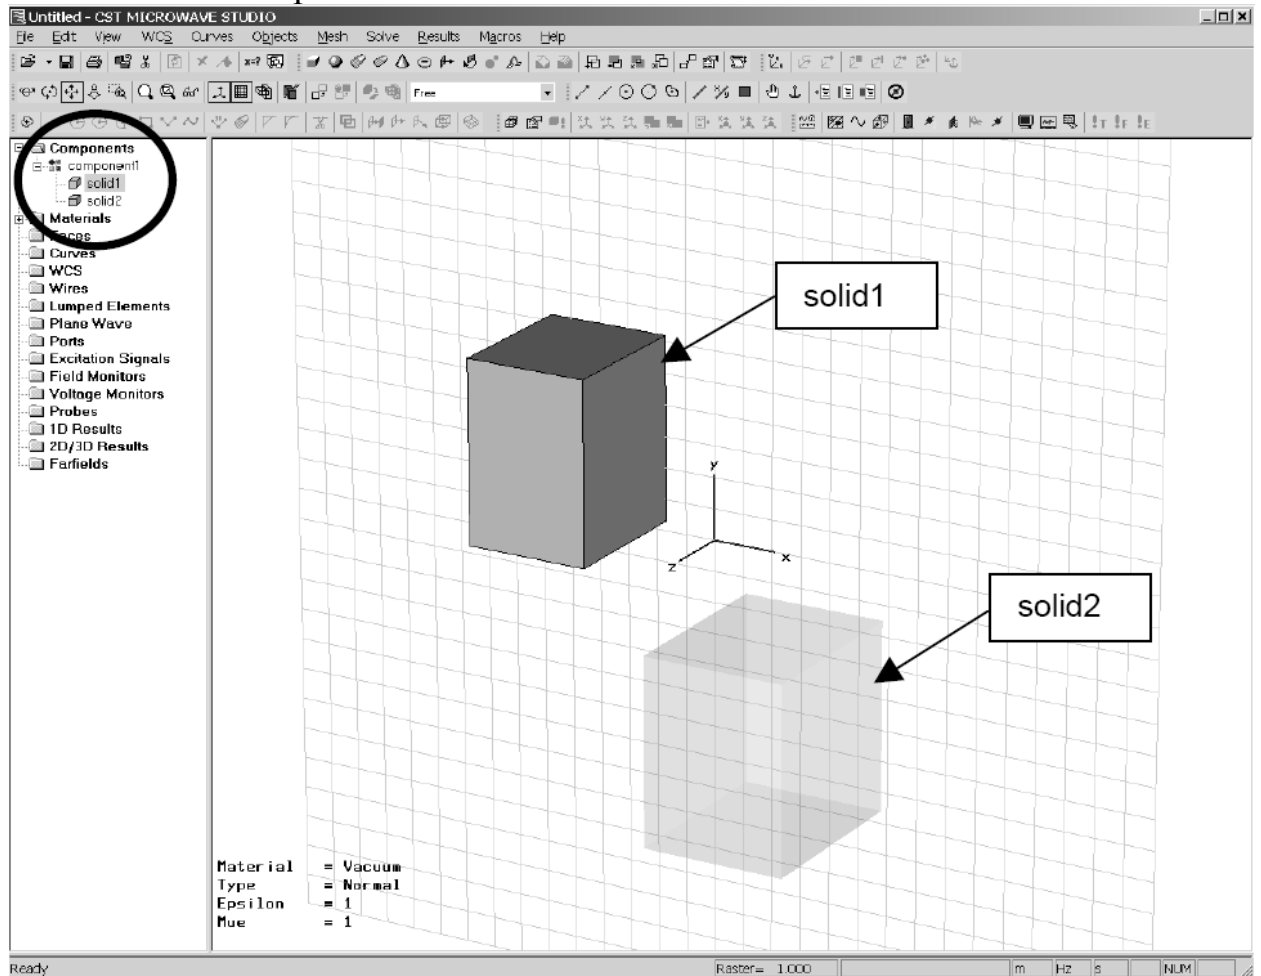 Untitled - CST MICROWAVE STUDIO
File Edit View WCS Curves Objects Mesh Solve Results Macros Help
Free
Components
component1
solid1
solid2
Materials
Faces
Curves
WCS
Wires
Lumped Elements
Plane Wave
Ports
Excitation Signals
Field Monitors
Voltage Monitors
Probes
1D Results
2D/3D Results
Farfields
solid1
y
x
z
solid2
Material = Vacuum
Type = Normal
Epsilon = 1
Mue = 1
Ready Raster= 1.000 m Hz s NUM